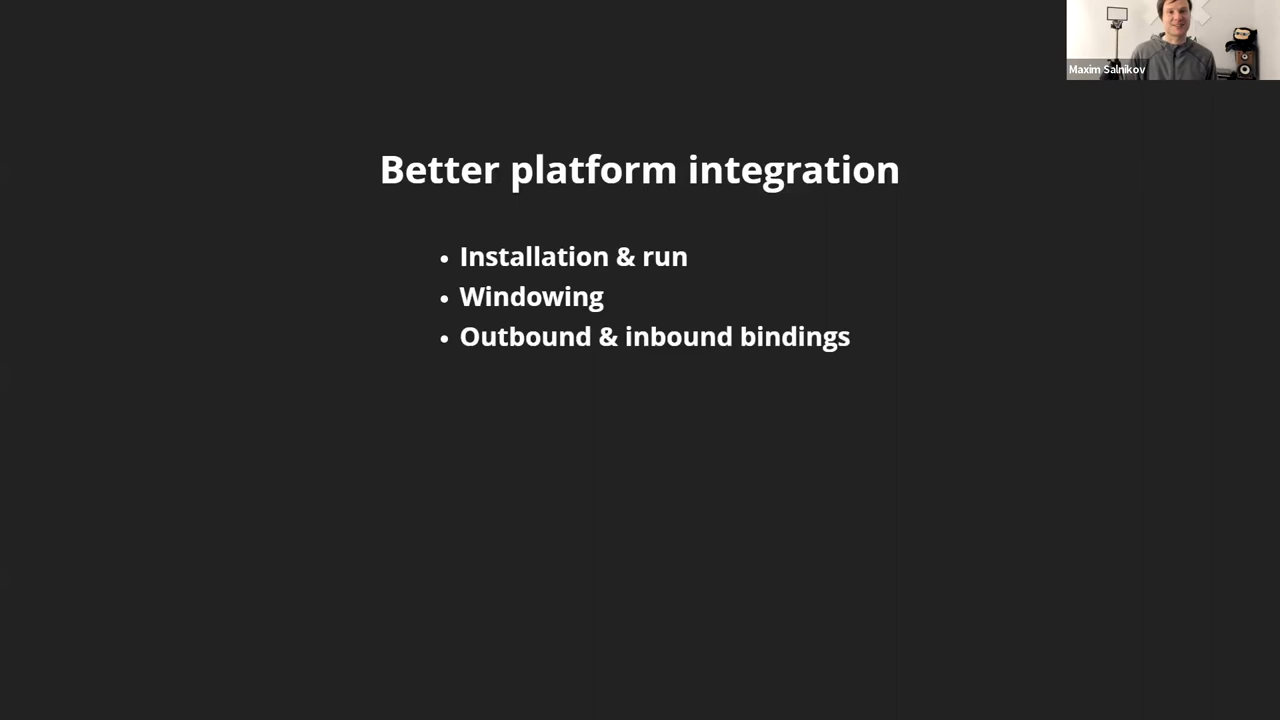 Maxim Salnikov
Better platform integration
• Installation & run
• Windowing
• Outbound & inbound bindings